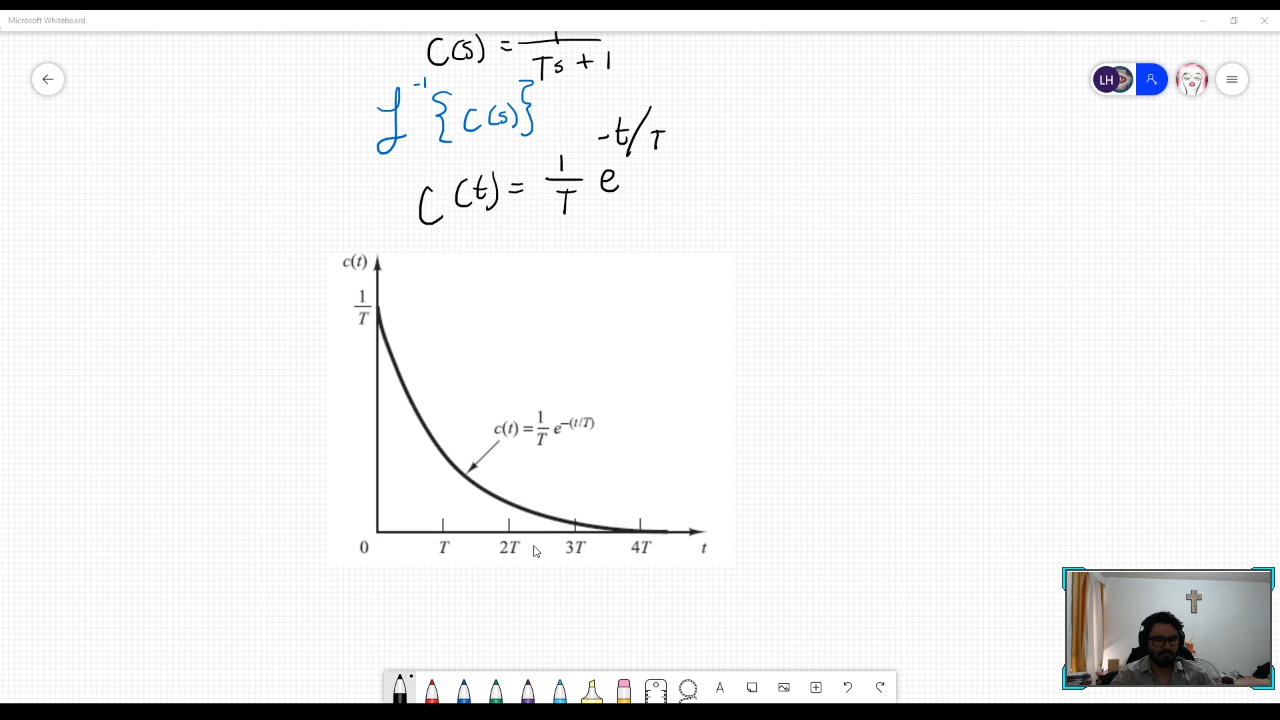 Microsoft Whiteboard
C(s) = 1/(Ts + 1)
ℒ⁻¹{C(s)}
C(t) = 1/T e^(-t/T)
LH
c(t)
1/T
c(t) = 1/T e^-(t/T)
0 T 2T 3T 4T t
A